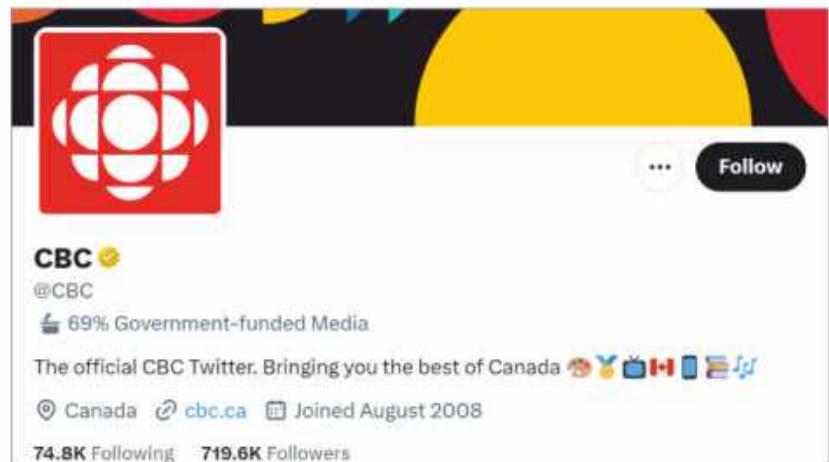 Follow
CBC
@CBC
69% Government-funded Media
The official CBC Twitter. Bringing you the best of Canada 🎨🏅📺🇨🇦📱📚🎶
Canada cbc.ca Joined August 2008
74.8K Following 719.6K Followers